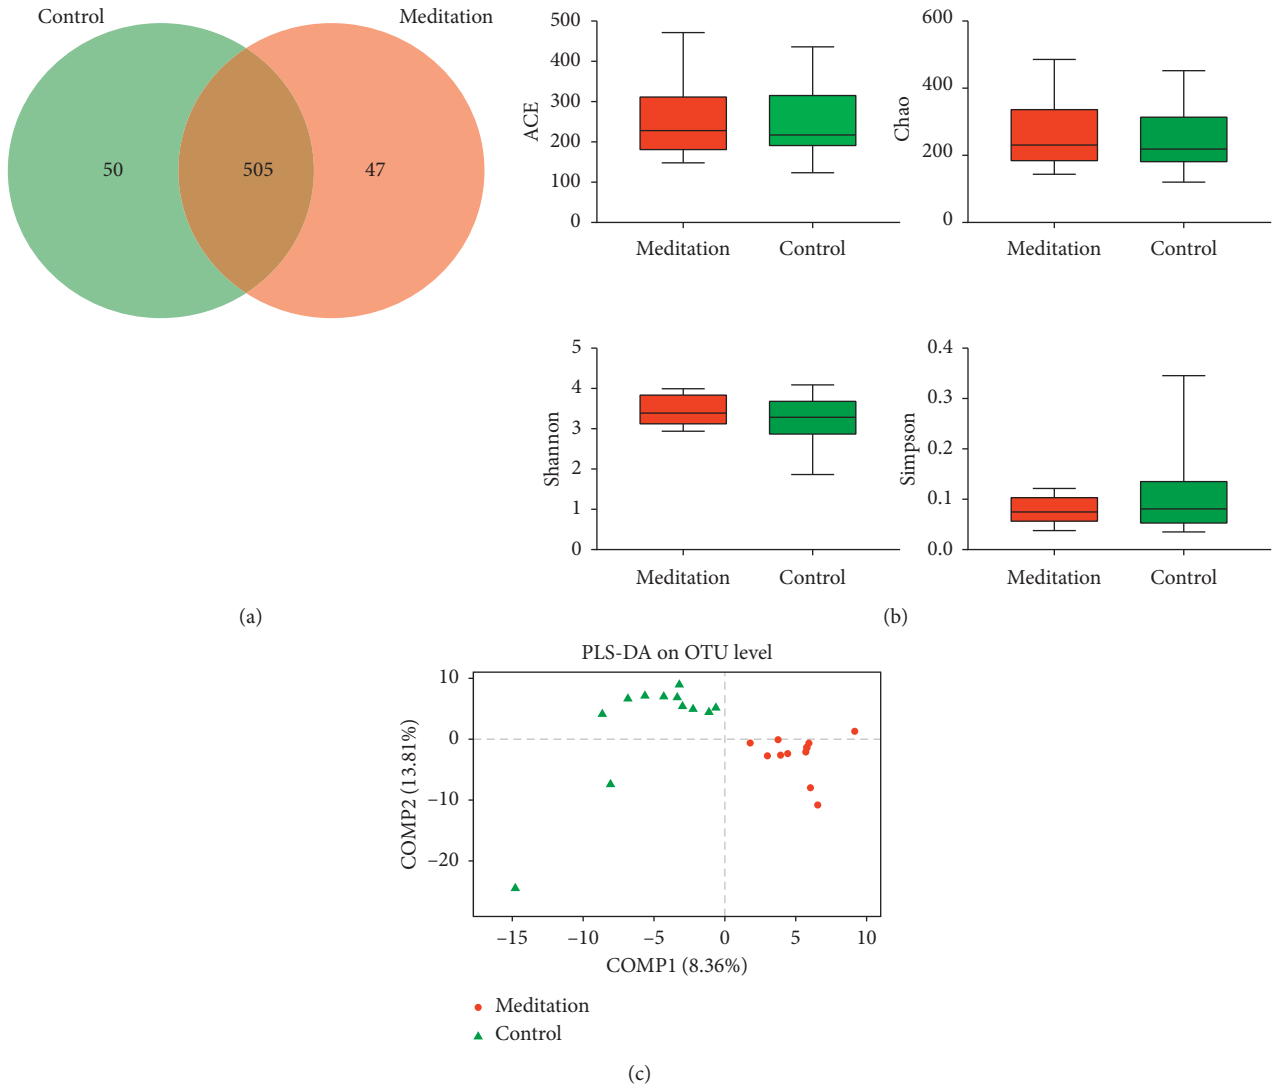 Control
Meditation
50
505
47
(a)
500
400
300
200
100
0
ACE
Meditation
Control
600
400
200
0
Chao
Meditation
Control
5
4
3
2
1
0
Shannon
Meditation
Control
0.4
0.3
0.2
0.1
0.0
Simpson
Meditation
Control
(b)
PLS-DA on OTU level
10
0
–10
–20
COMP2 (13.81%)
–15
–10
–5
0
5
10
COMP1 (8.36%)
Meditation
Control
(c)